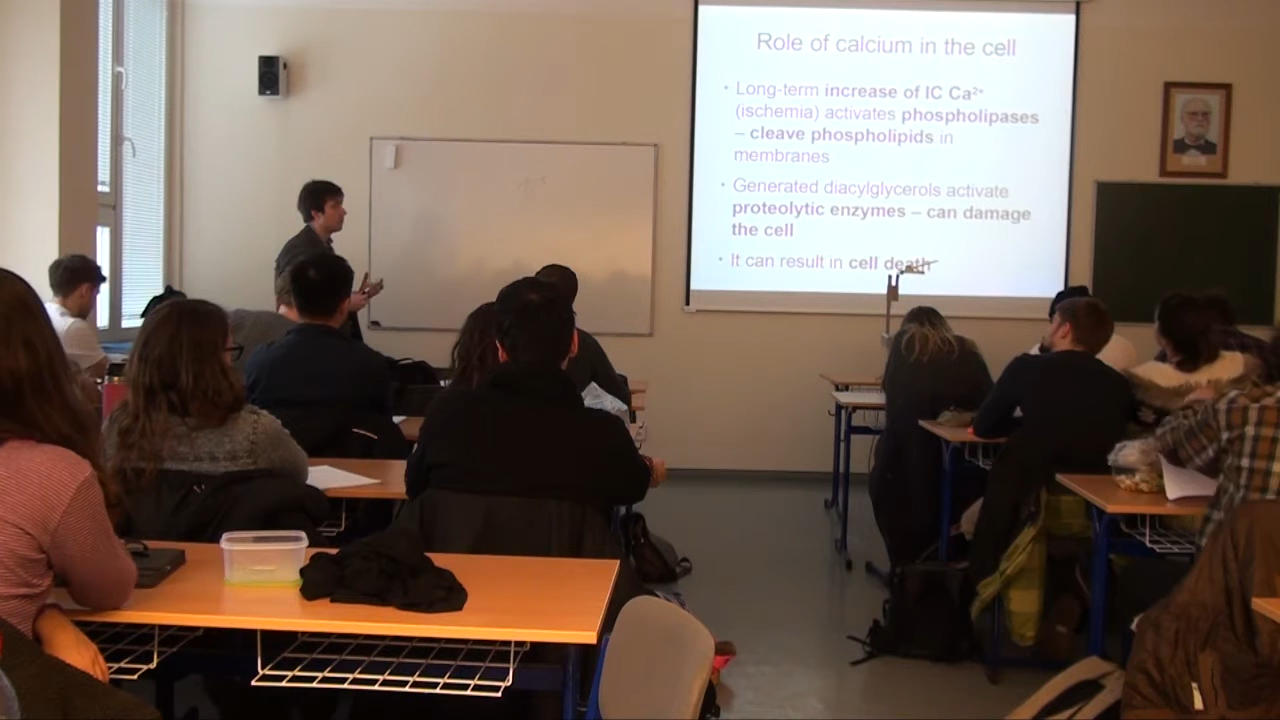 Role of calcium in the cell
• Long-term increase of IC Ca²⁺
(ischemia) activates phospholipases
– cleave phospholipids in
membranes
• Generated diacylglycerols activate
proteolytic enzymes – can damage
the cell
• It can result in cell death